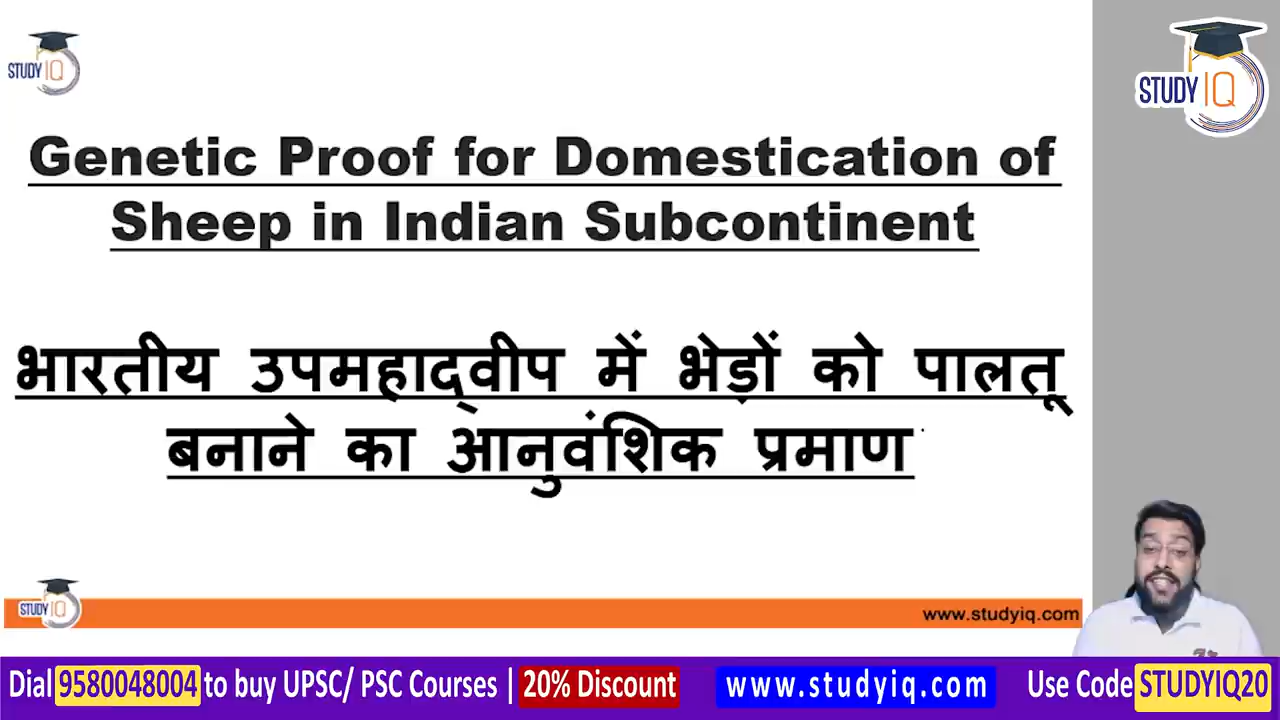 STUDY IQ
STUDY IQ
Genetic Proof for Domestication of
Sheep in Indian Subcontinent
भारतीय उपमहाद्वीप में भेड़ों को पालतू
बनाने का आनुवंशिक प्रमाण
STUDY IQ
www.studyiq.com
Dial 9580048004 to buy UPSC/ PSC Courses | 20% Discount www.studyiq.com Use Code STUDYIQ20